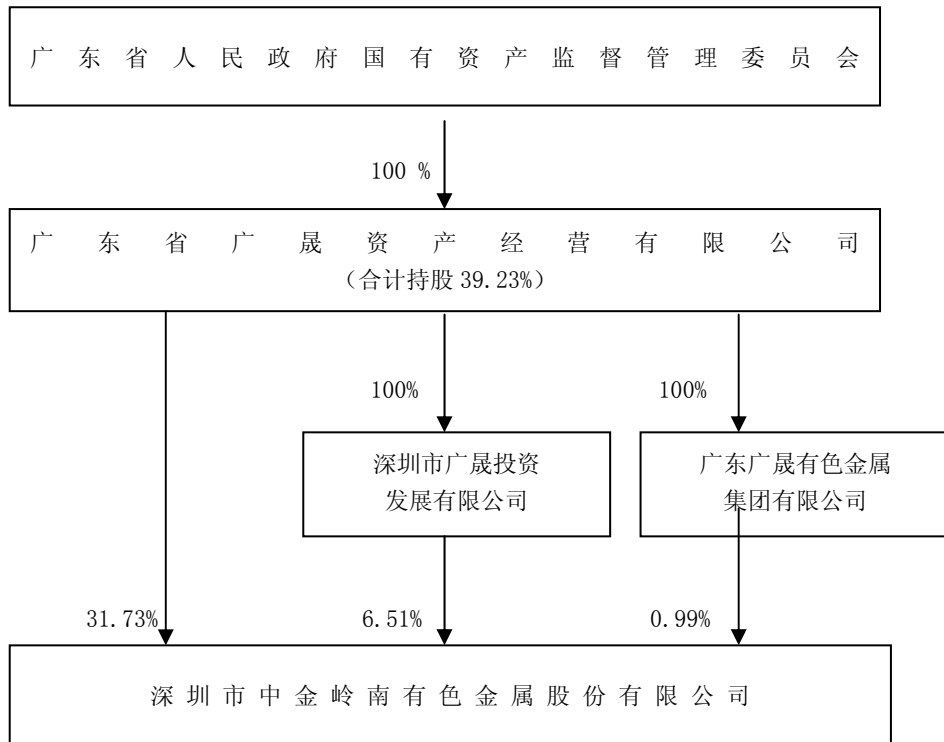 广东省人民政府国有资产监督管理委员会
100 %
广东省广晟资产经营有限公司
（合计持股 39.23%）
100%
100%
深圳市广晟投资
发展有限公司
广东广晟有色金属
集团有限公司
31.73%
6.51%
0.99%
深圳市中金岭南有色金属股份有限公司